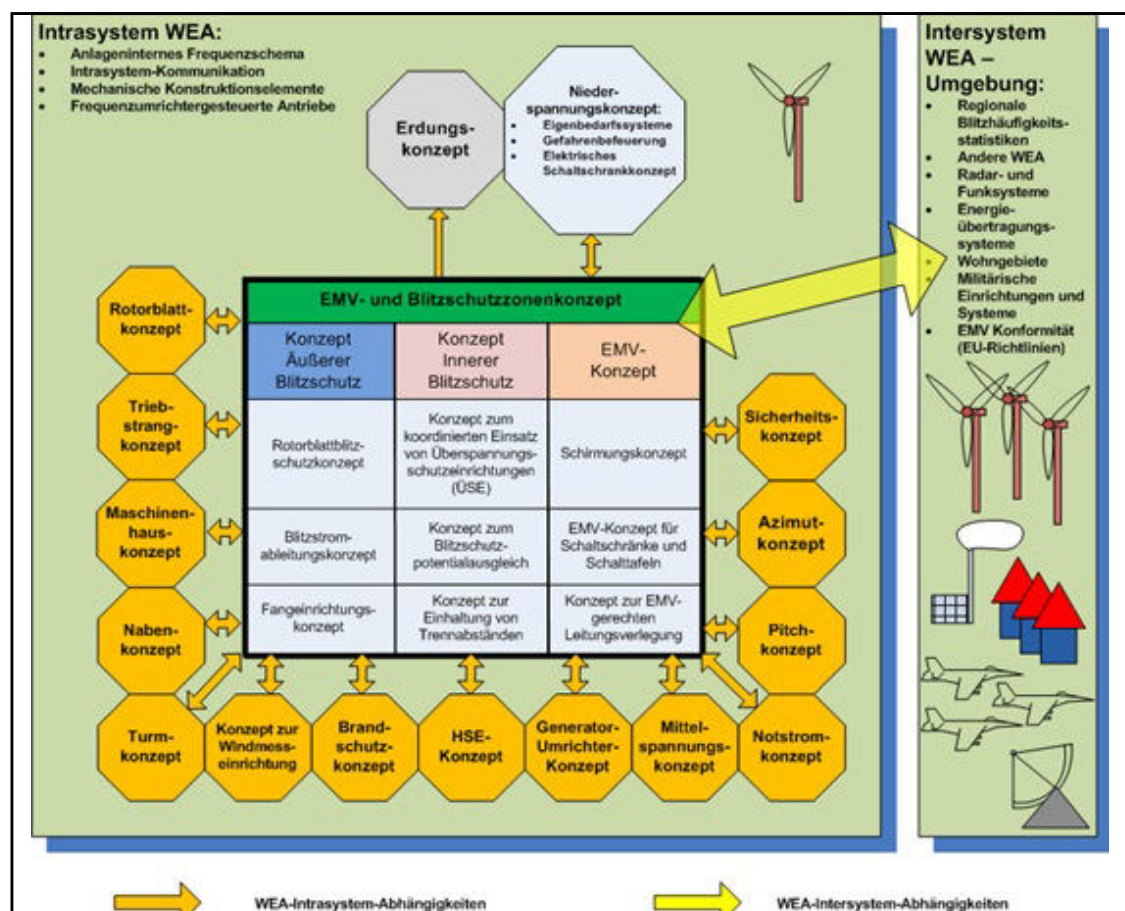 Intrasystem WEA:
• Anlageninternes Frequenzschema
• Intrasystem-Kommunikation
• Mechanische Konstruktionselemente
• Frequenzumrichtergesteuerte Antriebe
Erdungs-
konzept
Nieder-
spannungskonzept:
• Eigenbedarfssysteme
• Gefahrenbefeuerung
• Elektrisches
Schaltschrankkonzept
Intersystem
WEA –
Umgebung:
• Regionale
Blitzhäufigkeits-
statistiken
• Andere WEA
• Radar- und
Funksysteme
• Energie-
übertragungs-
systeme
• Wohngebiete
• Militärische
Einrichtungen und
Systeme
• EMV Konformität
(EU-Richtlinien)
EMV- und Blitzschutzzonenkonzept
Konzept
Äußerer
Blitzschutz
Konzept
Innerer
Blitzschutz
EMV-
Konzept
Rotorblattblitz-
schutzkonzept
Konzept zum
koordinierten Einsatz
von Überspannungs-
schutzeinrichtungen
(ÜSE)
Schirmungskonzept
Blitzstrom-
ableitungskonzept
Konzept zum
Blitzschutz-
potentialausgleich
EMV-Konzept für
Schaltschränke und
Schalttafeln
Fangeinrichtungs-
konzept
Konzept zur
Einhaltung von
Trennabständen
Konzept zur EMV-
gerechten
Leitungsverlegung
Rotorblatt-
konzept
Trieb-
strang-
konzept
Maschinen-
haus-
konzept
Naben-
konzept
Turm-
konzept
Konzept zur
Windmess-
einrichtung
Brand-
schutz-
konzept
HSE-
Konzept
Generator-
Umrichter-
Konzept
Mittel-
spannungs-
konzept
Notstrom-
konzept
Pitch-
konzept
Azimut-
konzept
Sicherheits-
konzept
WEA-Intrasystem-Abhängigkeiten
WEA-Intersystem-Abhängigkeiten